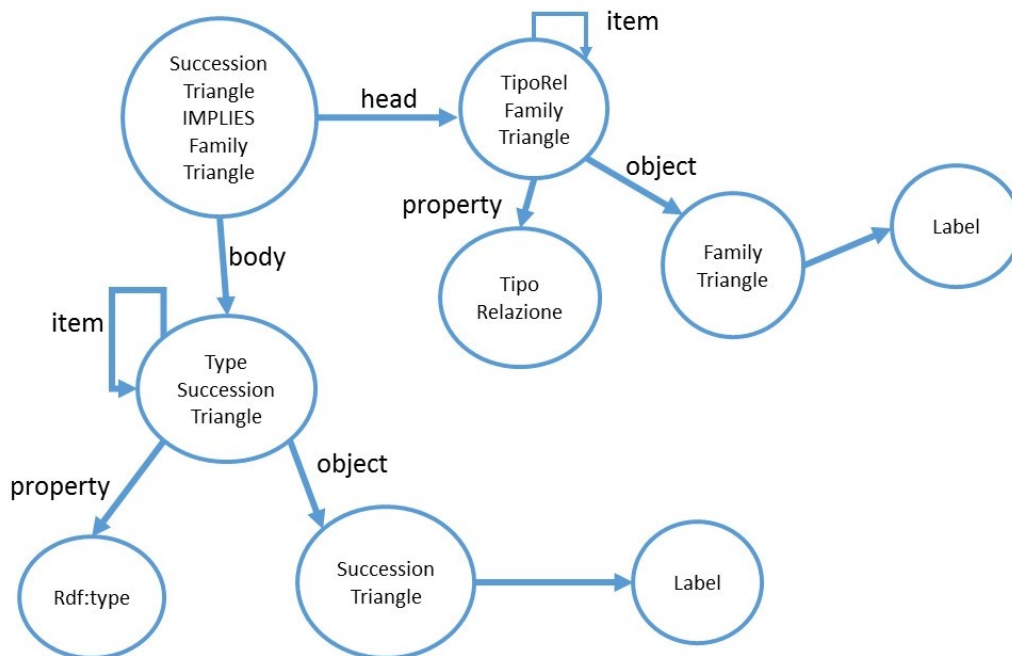 Succession
Triangle
IMPLIES
Family
Triangle
head
item
TipoRel
Family
Triangle
property
object
Tipo
Relazione
Family
Triangle
Label
body
item
Type
Succession
Triangle
property
object
Rdf:type
Succession
Triangle
Label